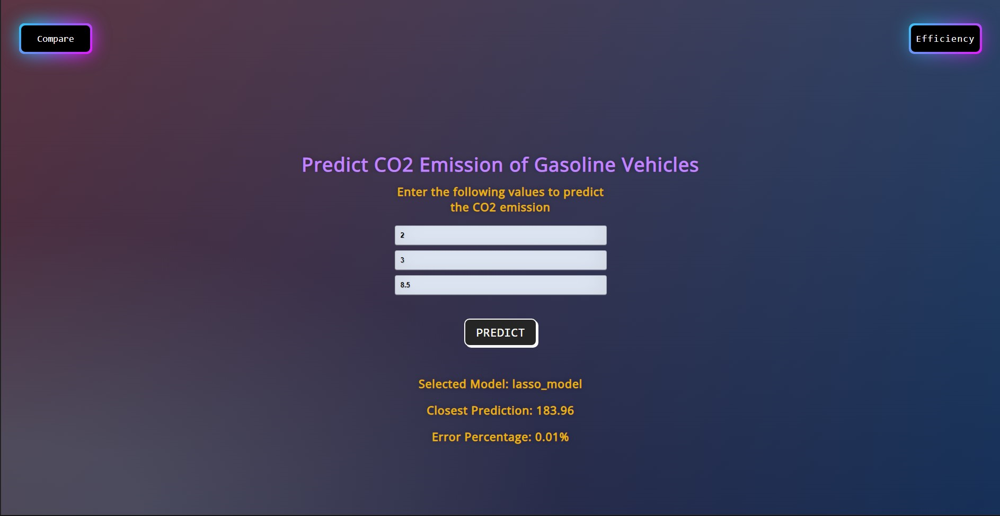 Compare
Efficiency
Predict CO2 Emission of Gasoline Vehicles
Enter the following values to predict
the CO2 emission
2
3
8.5
PREDICT
Selected Model: lasso_model
Closest Prediction: 183.96
Error Percentage: 0.01%